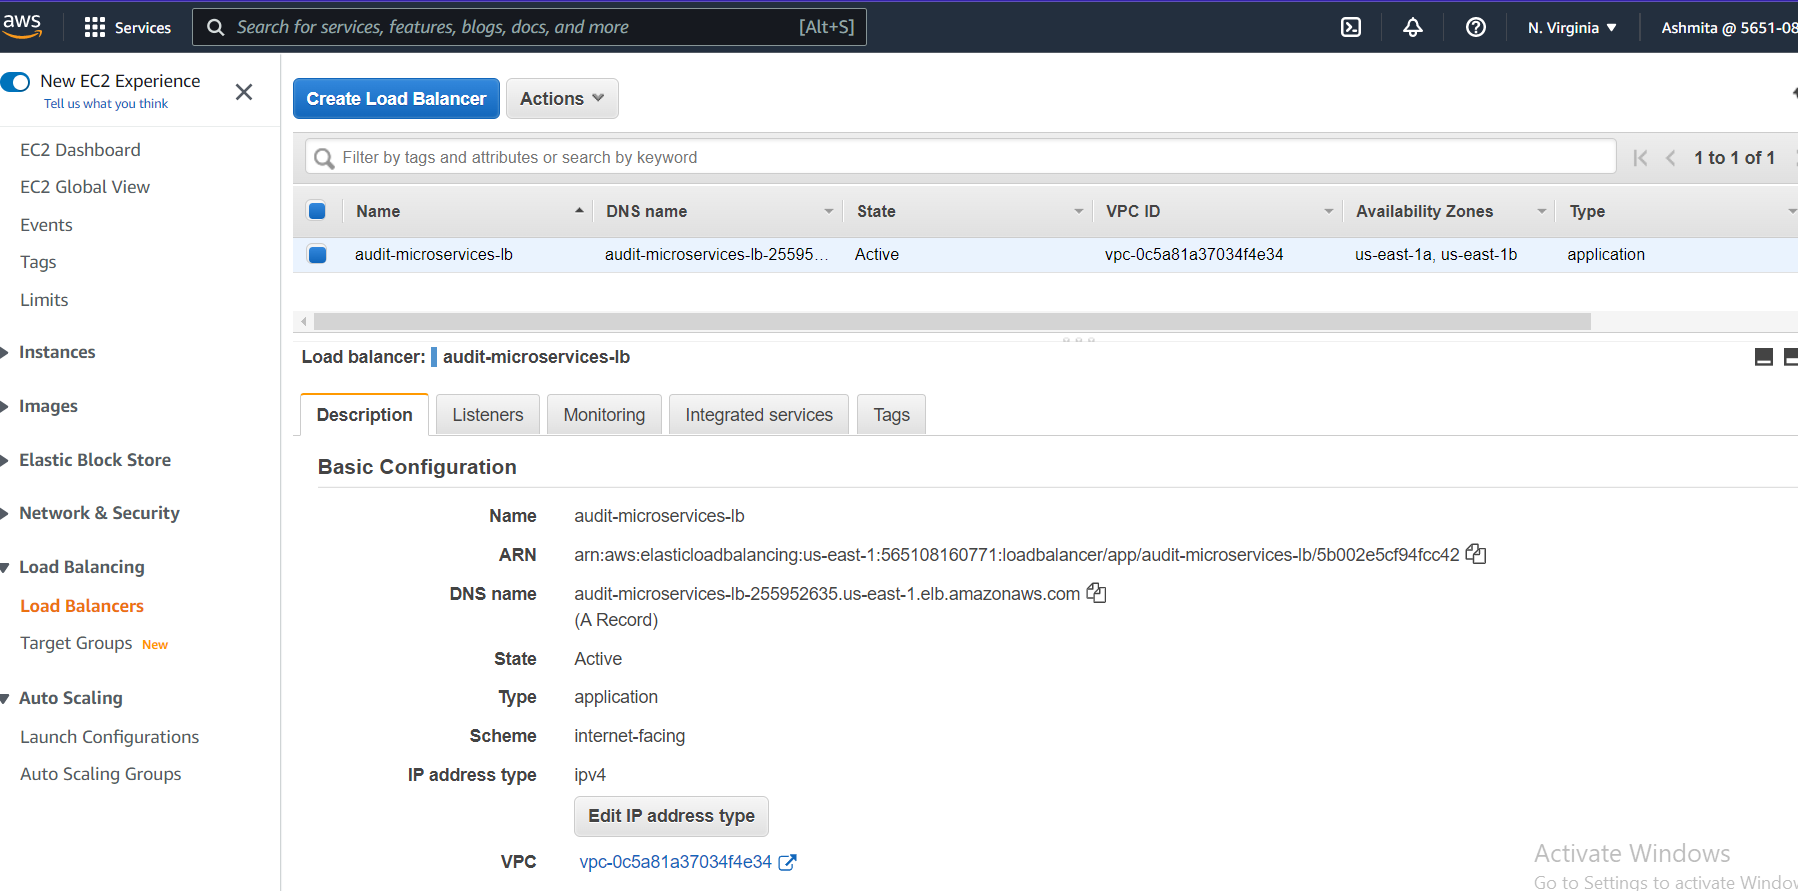 aws
Services
Search for services, features, blogs, docs, and more
[Alt+S]
N. Virginia
Ashmita @ 5651-08
New EC2 Experience
Tell us what you think
EC2 Dashboard
EC2 Global View
Events
Tags
Limits
Instances
Images
Elastic Block Store
Network & Security
Load Balancing
Load Balancers
Target Groups New
Auto Scaling
Launch Configurations
Auto Scaling Groups
Create Load Balancer
Actions
Filter by tags and attributes or search by keyword
1 to 1 of 1
Name DNS name State VPC ID Availability Zones Type
audit-microservices-lb audit-microservices-lb-25595... Active vpc-0c5a81a37034f4e34 us-east-1a, us-east-1b application
Load balancer: audit-microservices-lb
Description Listeners Monitoring Integrated services Tags
Basic Configuration
Name audit-microservices-lb
ARN arn:aws:elasticloadbalancing:us-east-1:565108160771:loadbalancer/app/audit-microservices-lb/5b002e5cf94fcc42
DNS name audit-microservices-lb-255952635.us-east-1.elb.amazonaws.com
(A Record)
State Active
Type application
Scheme internet-facing
IP address type ipv4
Edit IP address type
VPC vpc-0c5a81a37034f4e34
Activate Windows
Go to Settings to activate Windo